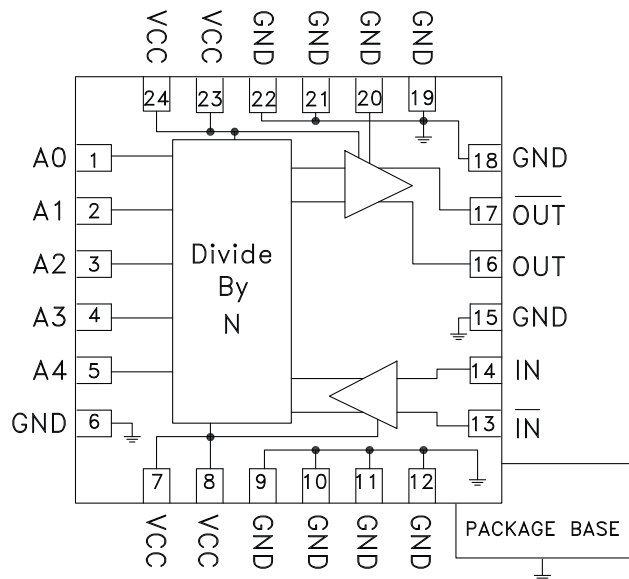 VCC VCC GND GND GND GND
24 23 22 21 20 19
A0 1 18 GND
A1 2 17 OUT
A2 3 16 OUT
Divide
By
N
A3 4 15 GND
A4 5 14 IN
GND 6 13 IN
7 8 9 10 11 12
VCC VCC GND GND GND GND
PACKAGE BASE